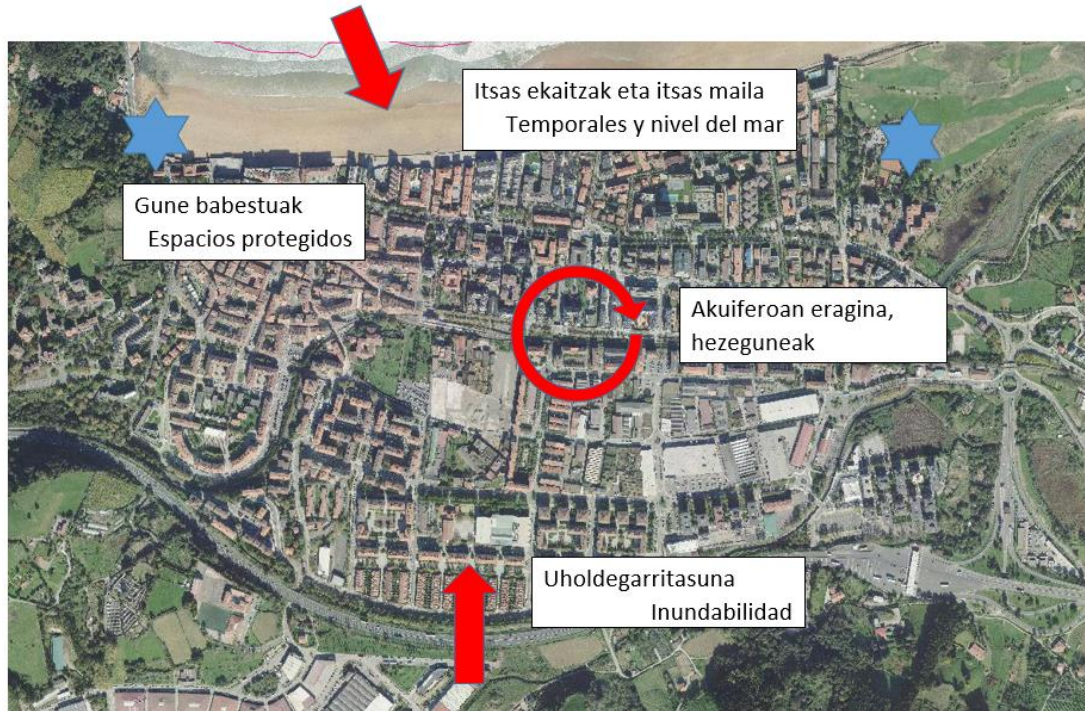 Itsas ekaitzak eta itsas maila
Temporales y nivel del mar
Gune babestuak
Espacios protegidos
Akuiferoan eragina,
hezeguneak
Uholdegarritasuna
Inundabilidad